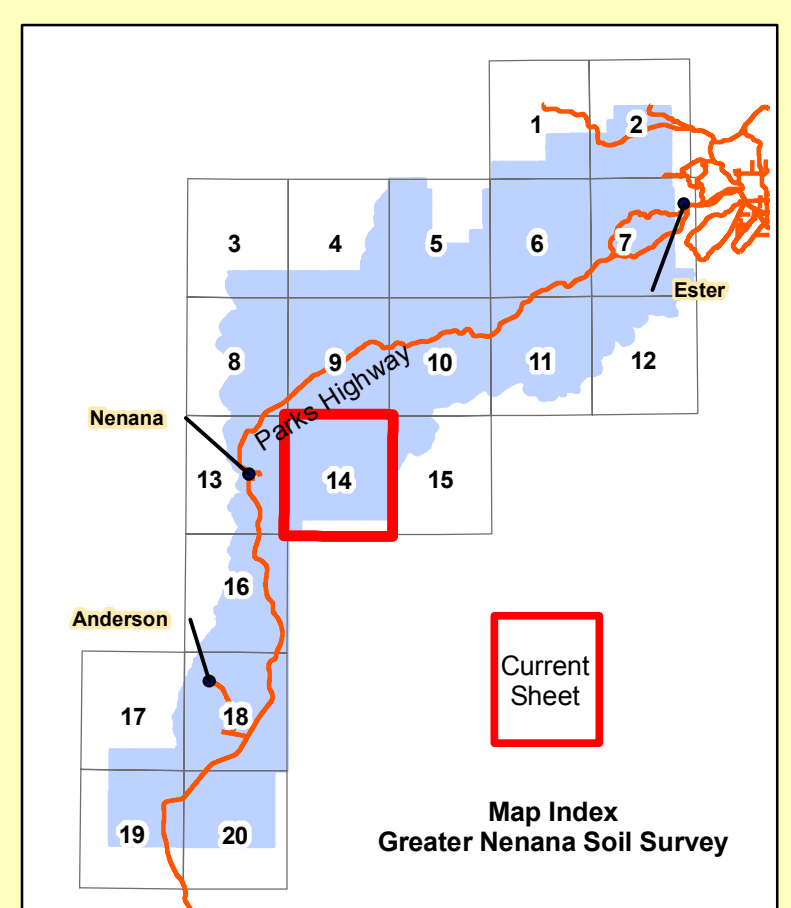 1
2
3
4
5
6
7
Ester
8
9
10
11
12
Parks Highway
Nenana
13
14
15
16
Anderson
17
18
19
20
Current
Sheet
Map Index
Greater Nenana Soil Survey